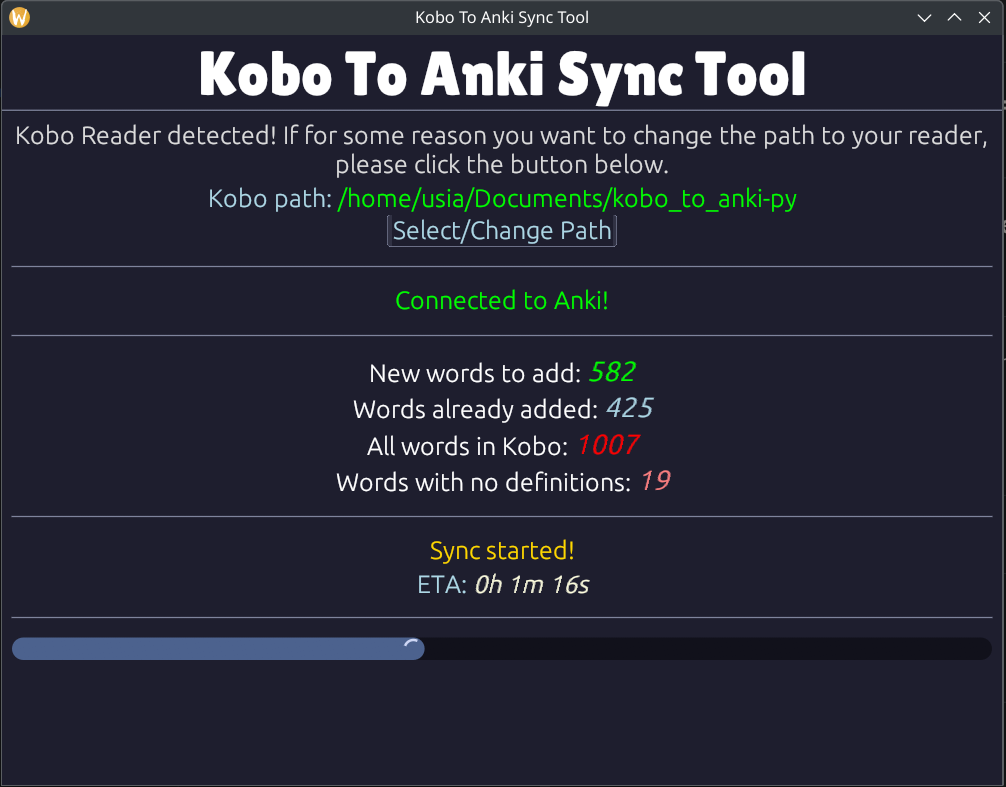 Kobo To Anki Sync Tool
Kobo To Anki Sync Tool
Kobo Reader detected! If for some reason you want to change the path to your reader,
please click the button below.
Kobo path: /home/usia/Documents/kobo_to_anki-py
Select/Change Path
Connected to Anki!
New words to add: 582
Words already added: 425
All words in Kobo: 1007
Words with no definitions: 19
Sync started!
ETA: 0h 1m 16s